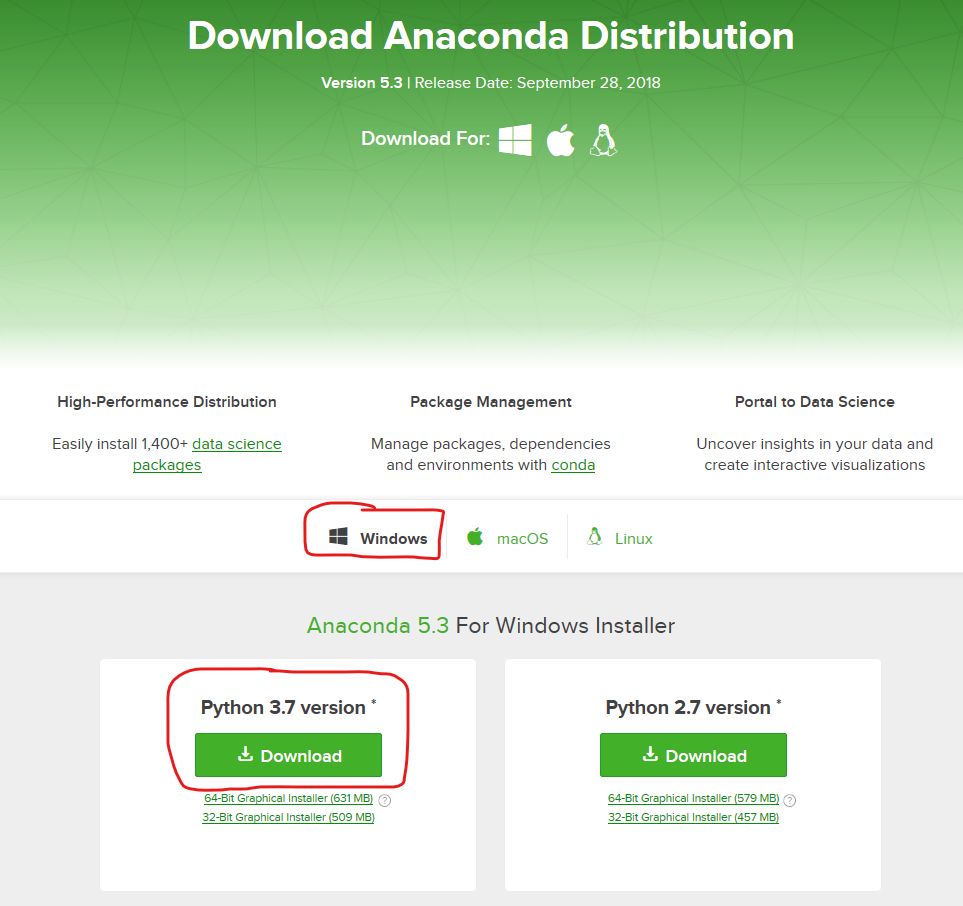 Download Anaconda Distribution
Version 5.3 | Release Date: September 28, 2018
Download For:
High-Performance Distribution
Easily install 1,400+ data science
packages
Package Management
Manage packages, dependencies
and environments with conda
Portal to Data Science
Uncover insights in your data and
create interactive visualizations
Windows
macOS
Linux
Anaconda 5.3 For Windows Installer
Python 3.7 version *
Download
64-Bit Graphical Installer (631 MB) ?
32-Bit Graphical Installer (509 MB)
Python 2.7 version *
Download
64-Bit Graphical Installer (579 MB) ?
32-Bit Graphical Installer (457 MB)